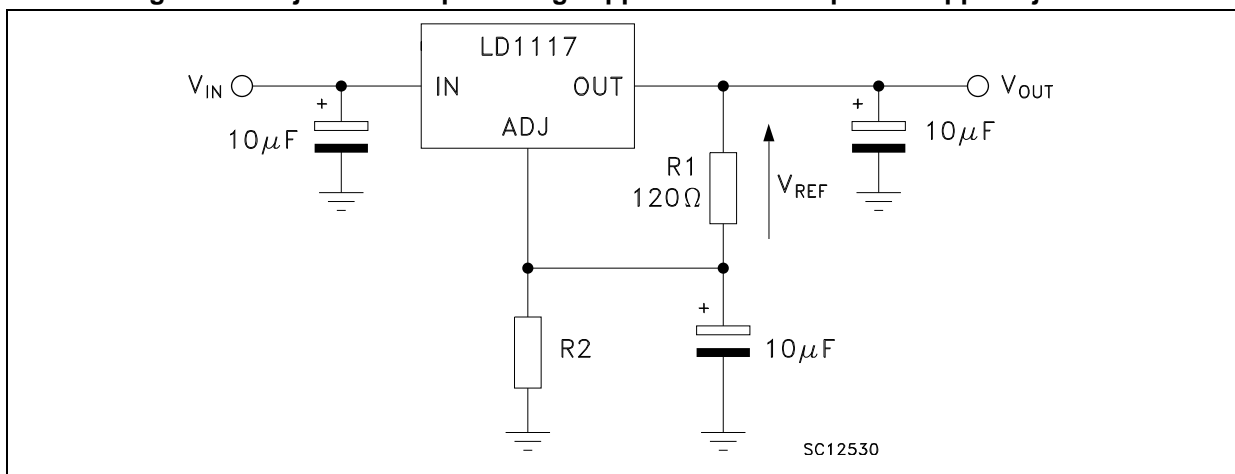 LD1117
V_IN
IN
OUT
V_OUT
ADJ
+
10μF
R1
120Ω
V_REF
+
10μF
+
R2
10μF
SC12530